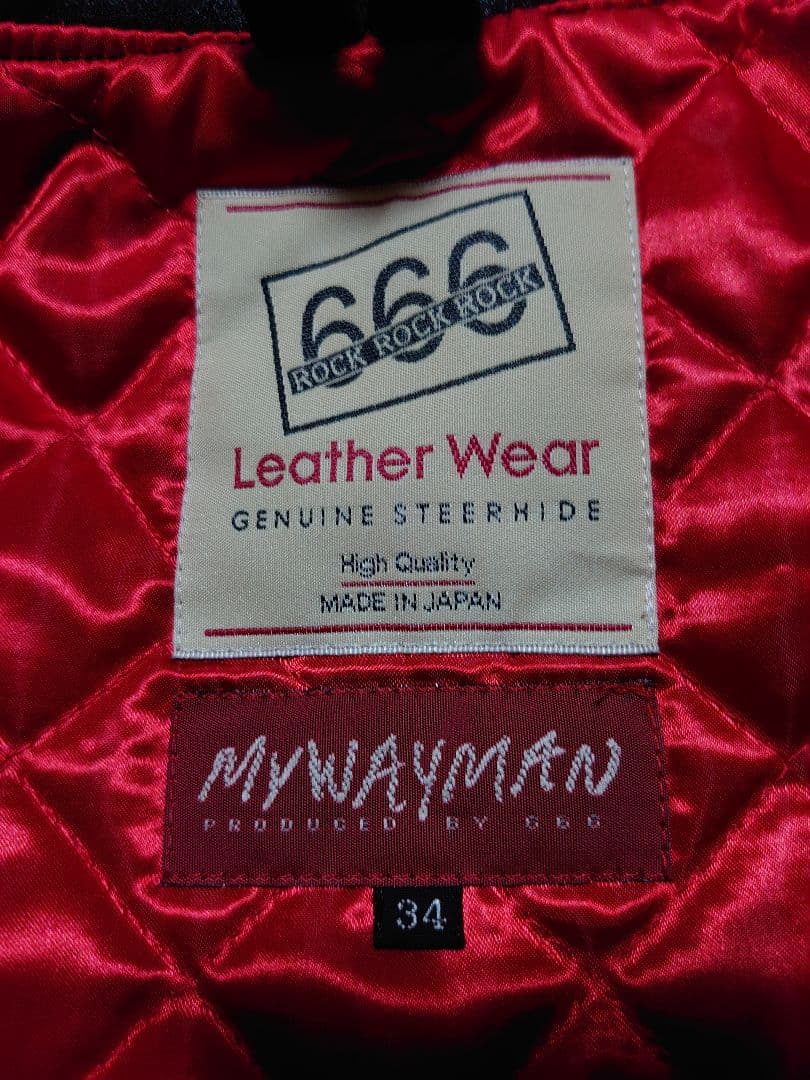 666
ROCK ROCK ROCK
Leather Wear
GENUINE STEERHIDE
High Quality
MADE IN JAPAN
MYWAYMAN
PRODUCED BY 666
34